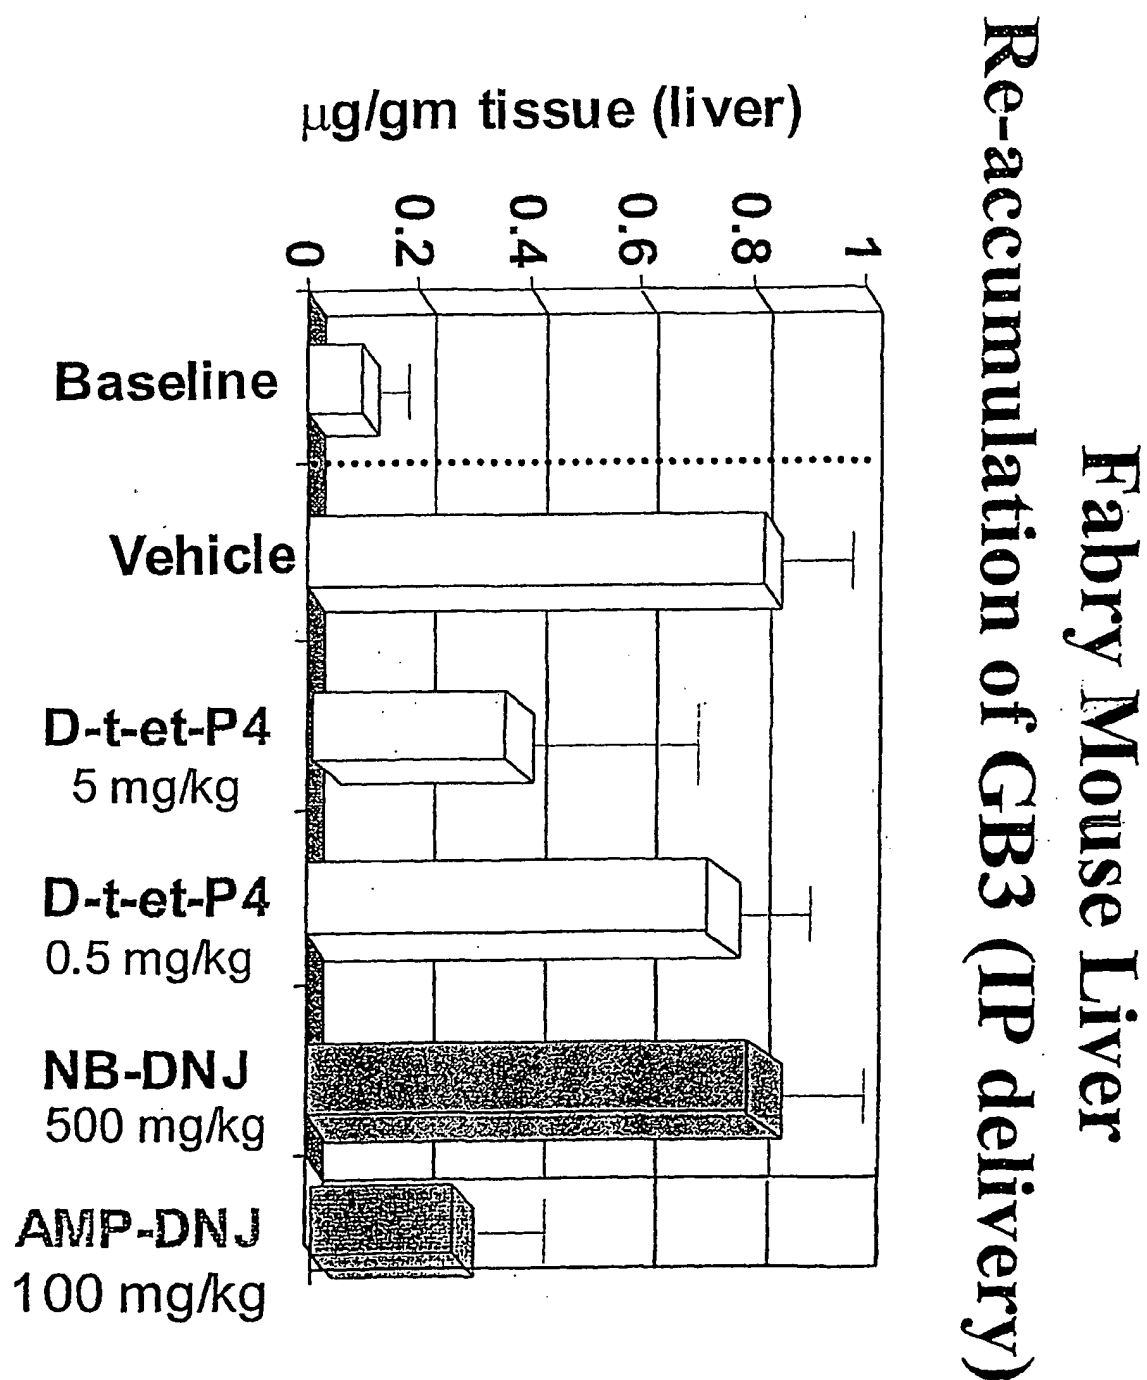 Fabry Mouse Liver
Re-accumulation of GB3 (IP delivery)
μg/gm tissue (liver)
1
0.8
0.6
0.4
0.2
0
Baseline
Vehicle
D-t-et-P4
5 mg/kg
D-t-et-P4
0.5 mg/kg
NB-DNJ
500 mg/kg
AMP-DNJ
100 mg/kg